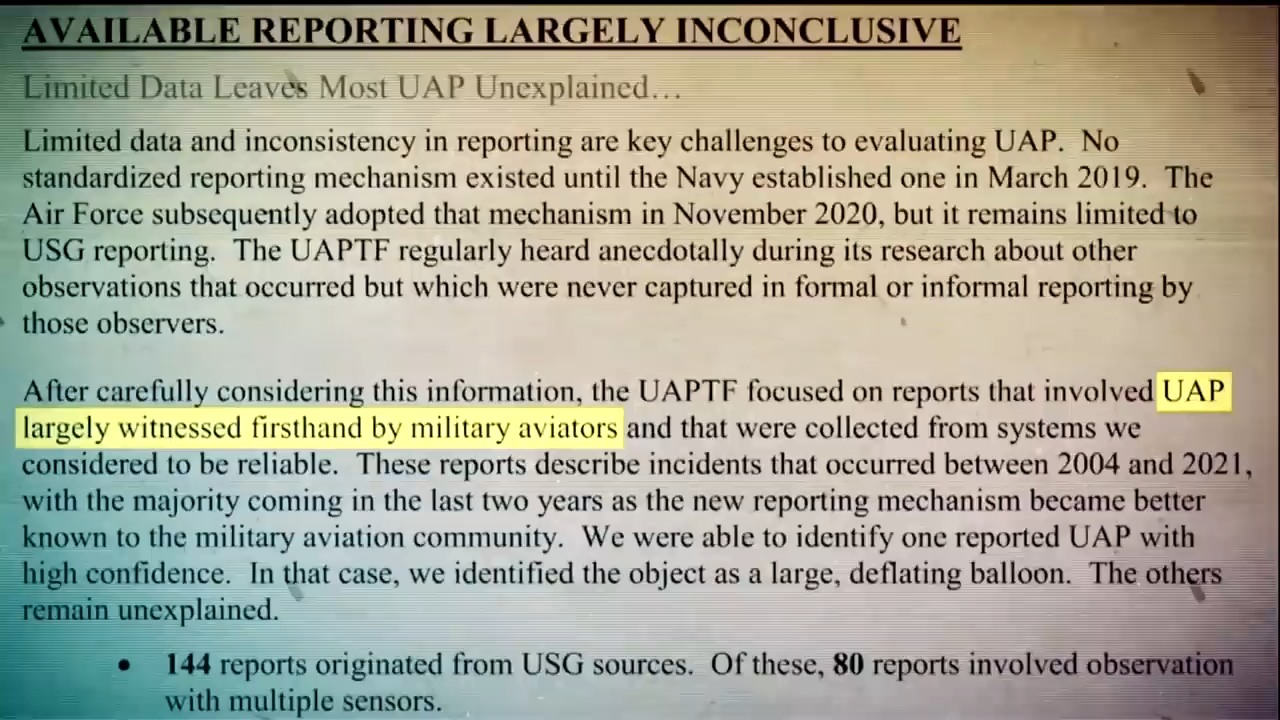 AVAILABLE REPORTING LARGELY INCONCLUSIVE
Limited Data Leaves Most UAP Unexplained…
Limited data and inconsistency in reporting are key challenges to evaluating UAP. No
standardized reporting mechanism existed until the Navy established one in March 2019. The
Air Force subsequently adopted that mechanism in November 2020, but it remains limited to
USG reporting. The UAPTF regularly heard anecdotally during its research about other
observations that occurred but which were never captured in formal or informal reporting by
those observers.
After carefully considering this information, the UAPTF focused on reports that involved UAP
largely witnessed firsthand by military aviators and that were collected from systems we
considered to be reliable. These reports describe incidents that occurred between 2004 and 2021,
with the majority coming in the last two years as the new reporting mechanism became better
known to the military aviation community. We were able to identify one reported UAP with
high confidence. In that case, we identified the object as a large, deflating balloon. The others
remain unexplained.
• 144 reports originated from USG sources. Of these, 80 reports involved observation
with multiple sensors.